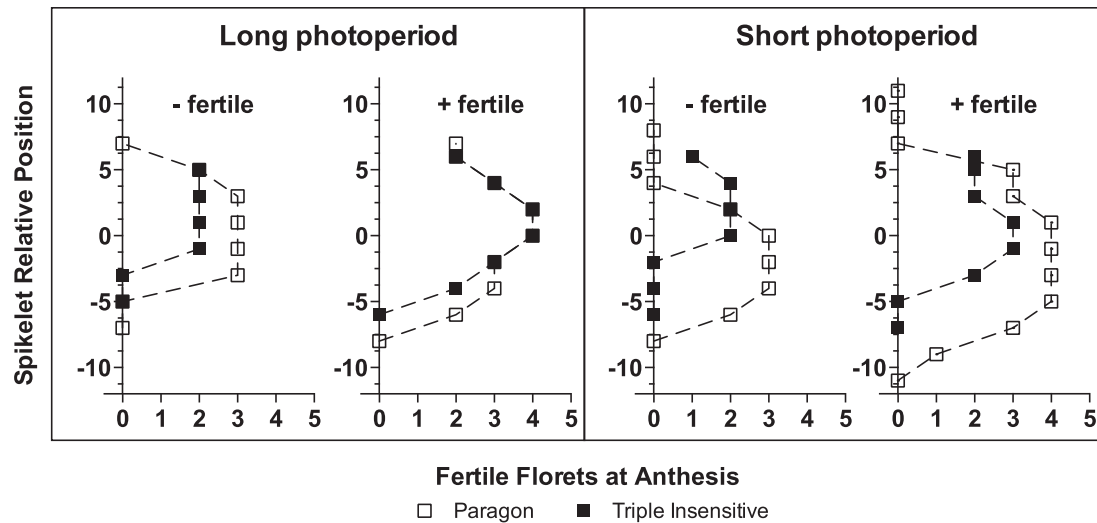 Long photoperiod
Short photoperiod
Spikelet Relative Position
- fertile
+ fertile
- fertile
+ fertile
10
5
0
-5
-10
10
5
0
-5
-10
10
5
0
-5
-10
10
5
0
-5
-10
0 1 2 3 4 5
0 1 2 3 4 5
0 1 2 3 4 5
0 1 2 3 4 5
Fertile Florets at Anthesis
Paragon
Triple Insensitive